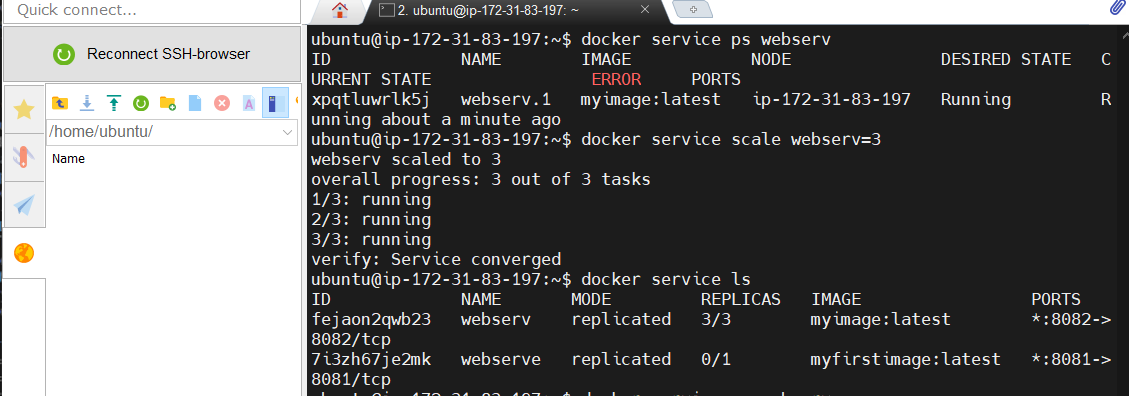 Quick connect...
2. ubuntu@ip-172-31-83-197: ~
Reconnect SSH-browser
/home/ubuntu/
Name
ubuntu@ip-172-31-83-197:~$ docker service ps webserv
ID NAME IMAGE NODE DESIRED STATE C
URRENT STATE ERROR PORTS
xpqtluwrlk5j webserv.1 myimage:latest ip-172-31-83-197 Running R
unning about a minute ago
ubuntu@ip-172-31-83-197:~$ docker service scale webserv=3
webserv scaled to 3
overall progress: 3 out of 3 tasks
1/3: running
2/3: running
3/3: running
verify: Service converged
ubuntu@ip-172-31-83-197:~$ docker service ls
ID NAME MODE REPLICAS IMAGE PORTS
fejaon2qwb23 webserv replicated 3/3 myimage:latest *:8082->
8082/tcp
7i3zh67je2mk webserve replicated 0/1 myfirstimage:latest *:8081->
8081/tcp